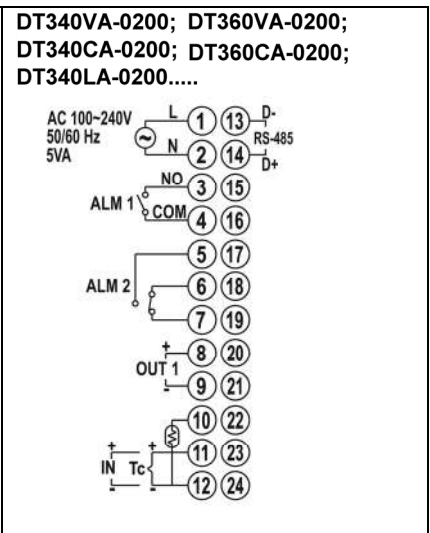 DT340VA-0200; DT360VA-0200;
DT340CA-0200; DT360CA-0200;
DT340LA-0200.....
AC 100~240V L 1 13 D-
50/60 Hz ~ RS-485
5VA N 2 14 D+
NO 3 15
ALM 1 COM 4 16
5 17
ALM 2 6 18
7 19
+ 8 20
OUT 1
- 9 21
10 22
+ + 11 23
IN Tc
- - 12 24